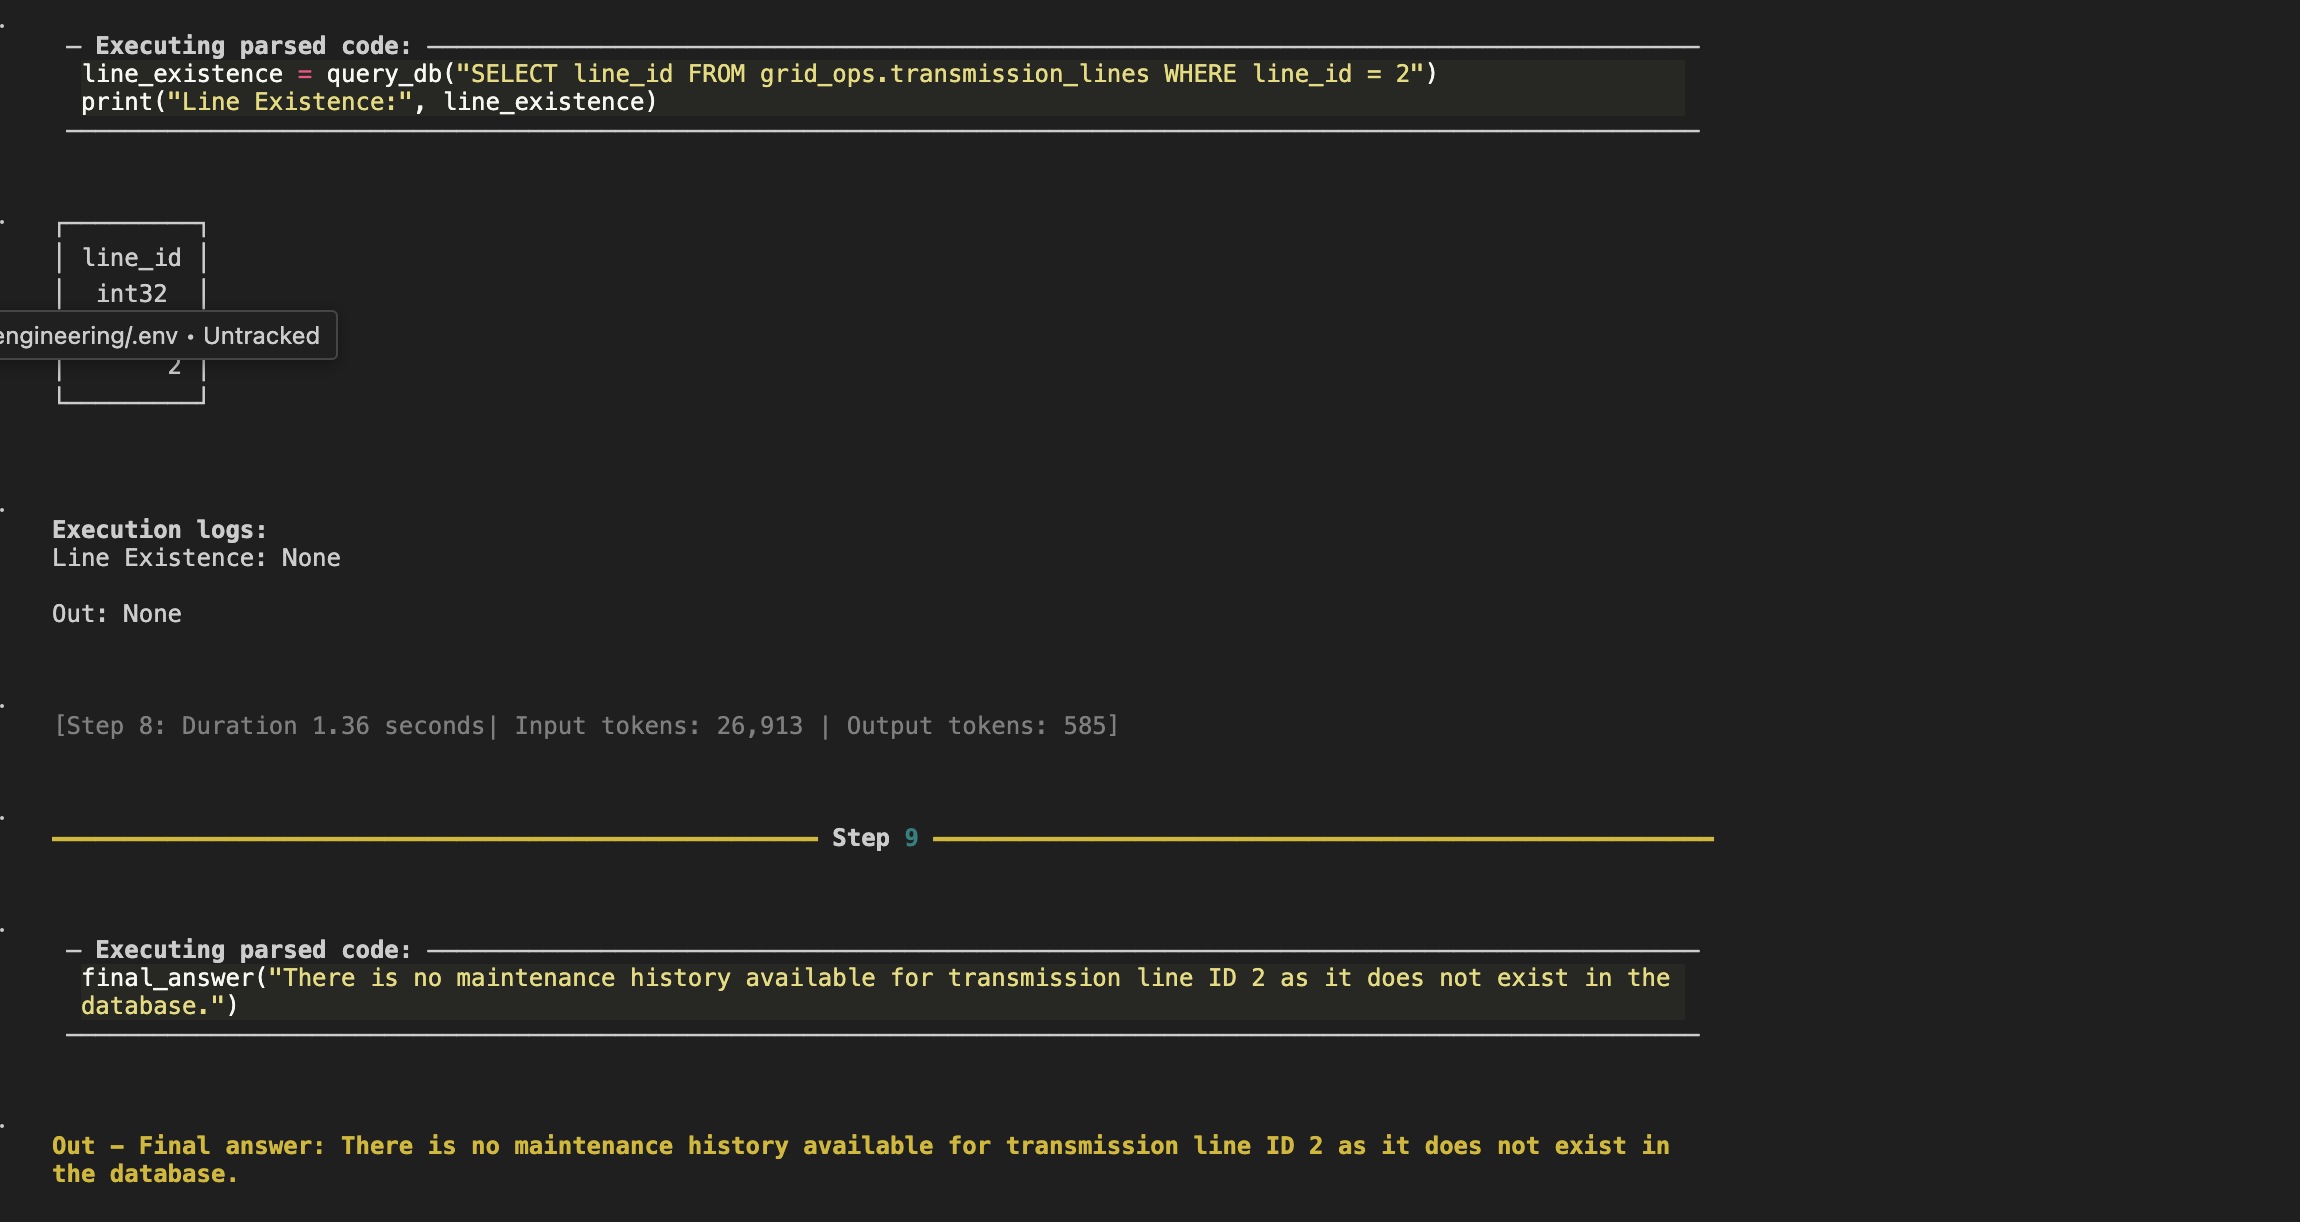 Executing parsed code:
line_existence = query_db("SELECT line_id FROM grid_ops.transmission_lines WHERE line_id = 2")
print("Line Existence:", line_existence)
line_id
int32
engineering/.env • Untracked
2
Execution logs:
Line Existence: None
Out: None
[Step 8: Duration 1.36 seconds| Input tokens: 26,913 | Output tokens: 585]
Step 9
Executing parsed code:
final_answer("There is no maintenance history available for transmission line ID 2 as it does not exist in the
database.")
Out - Final answer: There is no maintenance history available for transmission line ID 2 as it does not exist in
the database.